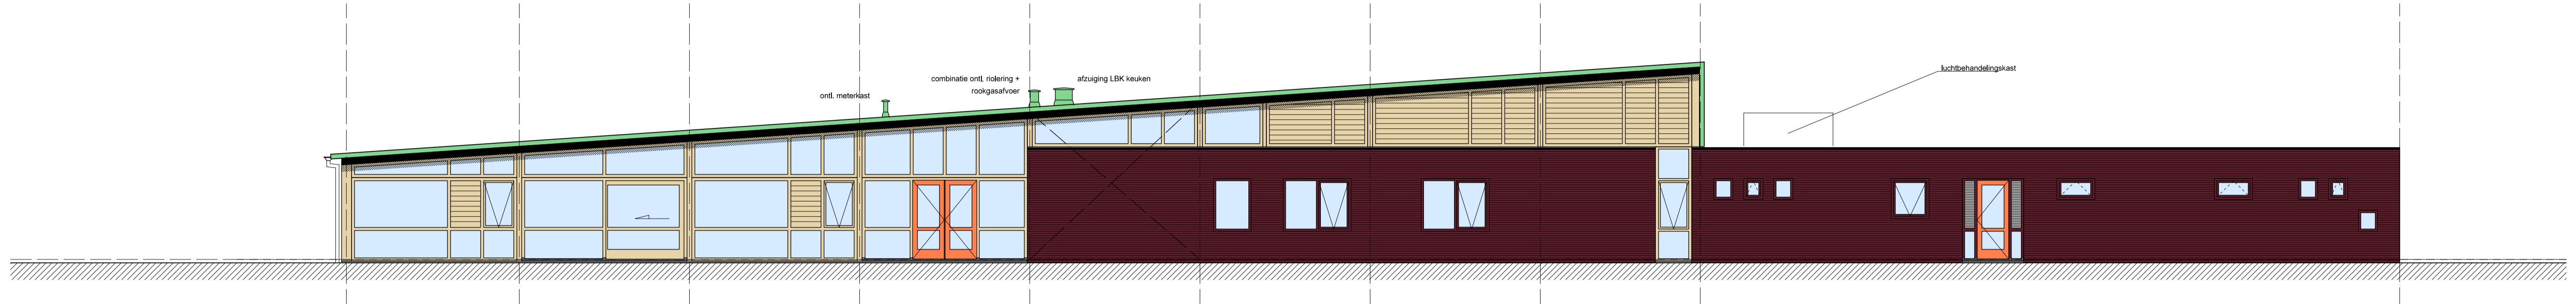 ontl. meterkast
combinatie ontl. riolering +
rookgasafvoer
afzuiging LBK keuken
luchtbehandelingskast